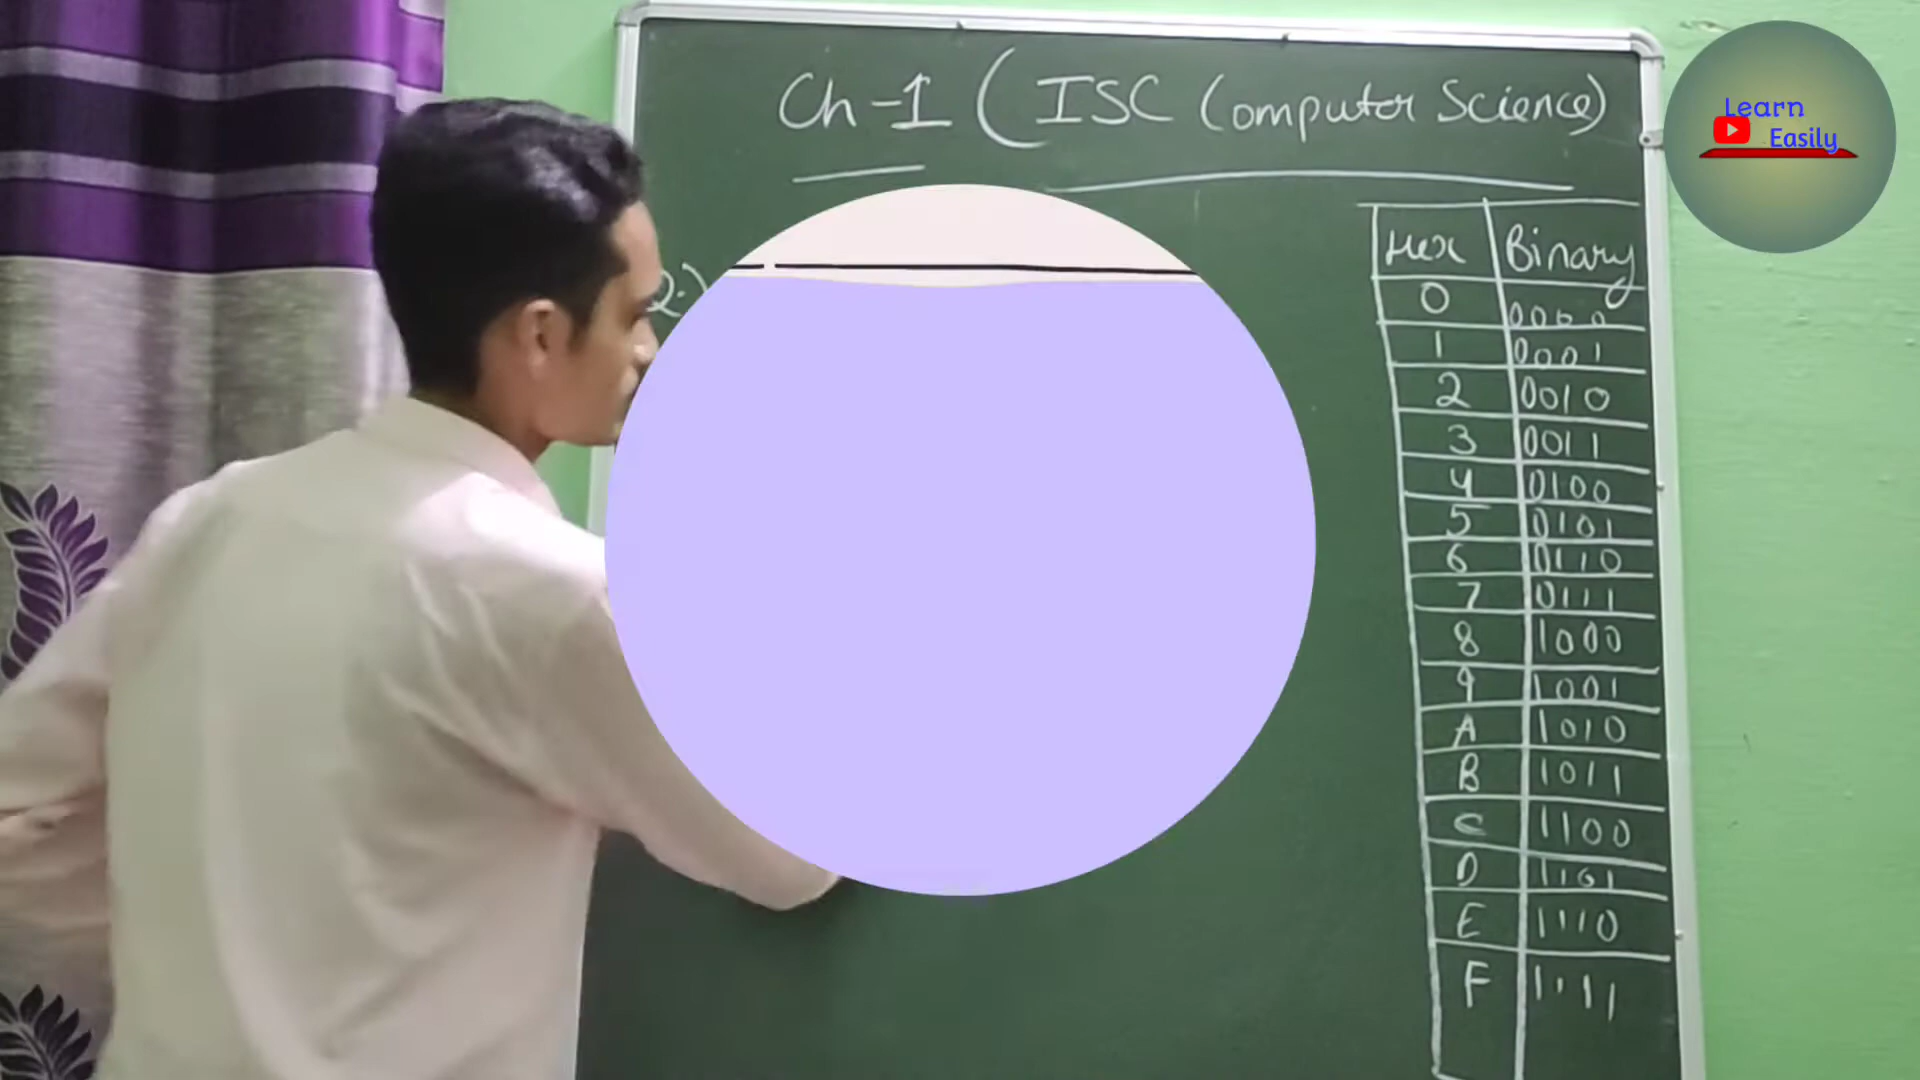 Ch-1 (ISC Computer Science)
2.)
Hex Binary
0 0000
1 0001
2 0010
3 0011
4 0100
5 0101
6 0110
7 0111
8 1000
9 1001
A 1010
B 1011
C 1100
D 1101
E 1110
F 1111
Learn
Easily